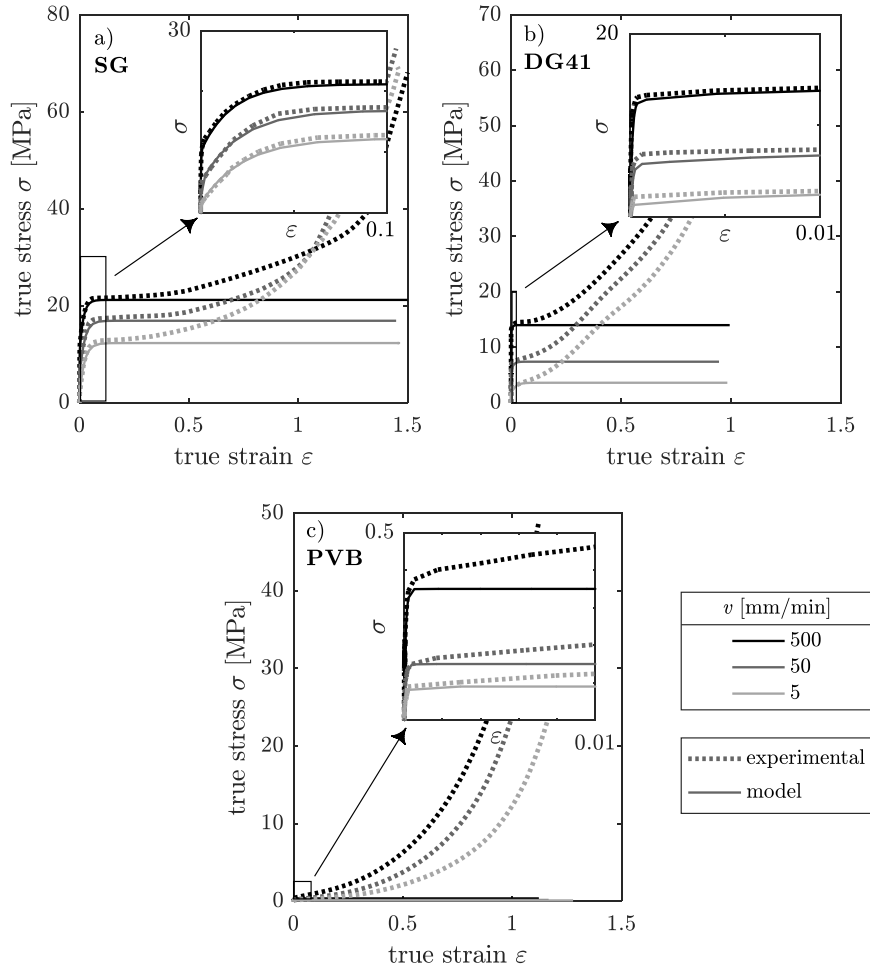 a)
SG
80
60
40
20
0
true stress σ [MPa]
30
σ
ε
0.1
0
0.5
1
1.5
true strain ε
b)
DG41
70
60
50
40
30
20
10
0
true stress σ [MPa]
20
σ
ε
0.01
0
0.5
1
1.5
true strain ε
c)
PVB
50
40
30
20
10
0
true stress σ [MPa]
0.5
σ
ε
0.01
0
0.5
1
1.5
true strain ε
v [mm/min]
500
50
5
experimental
model